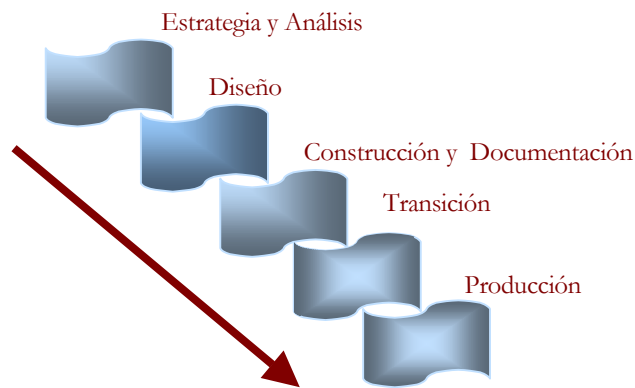 Estrategia y Análisis
Diseño
Construcción y Documentación
Transición
Producción